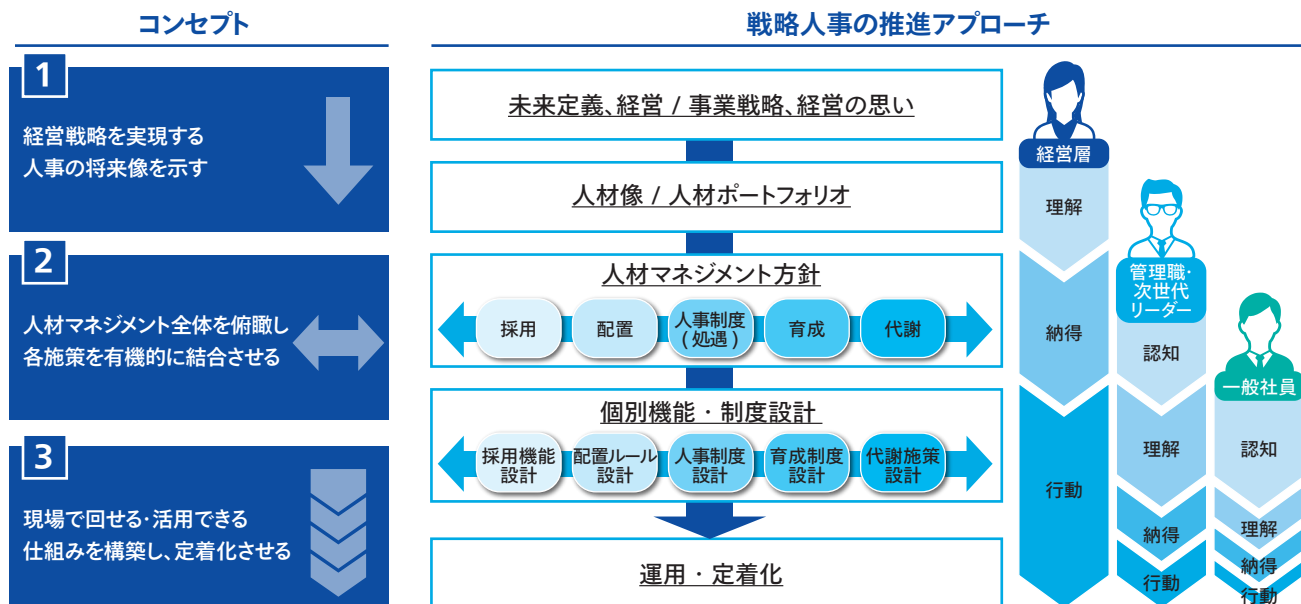 コンセプト
戦略人事の推進アプローチ
1
経営戦略を実現する
人事の将来像を示す
2
人材マネジメント全体を俯瞰し
各施策を有機的に結合させる
3
現場で回せる・活用できる
仕組みを構築し、定着化させる
未来定義、経営 / 事業戦略、経営の思い
人材像 / 人材ポートフォリオ
人材マネジメント方針
採用
配置
人事制度
( 処遇 )
育成
代謝
個別機能・制度設計
採用機能
設計
配置ルール
設計
人事制度
設計
育成制度
設計
代謝施策
設計
運用・定着化
経営層
理解
納得
行動
管理職・
次世代
リーダー
認知
理解
納得
行動
一般社員
認知
理解
納得
行動